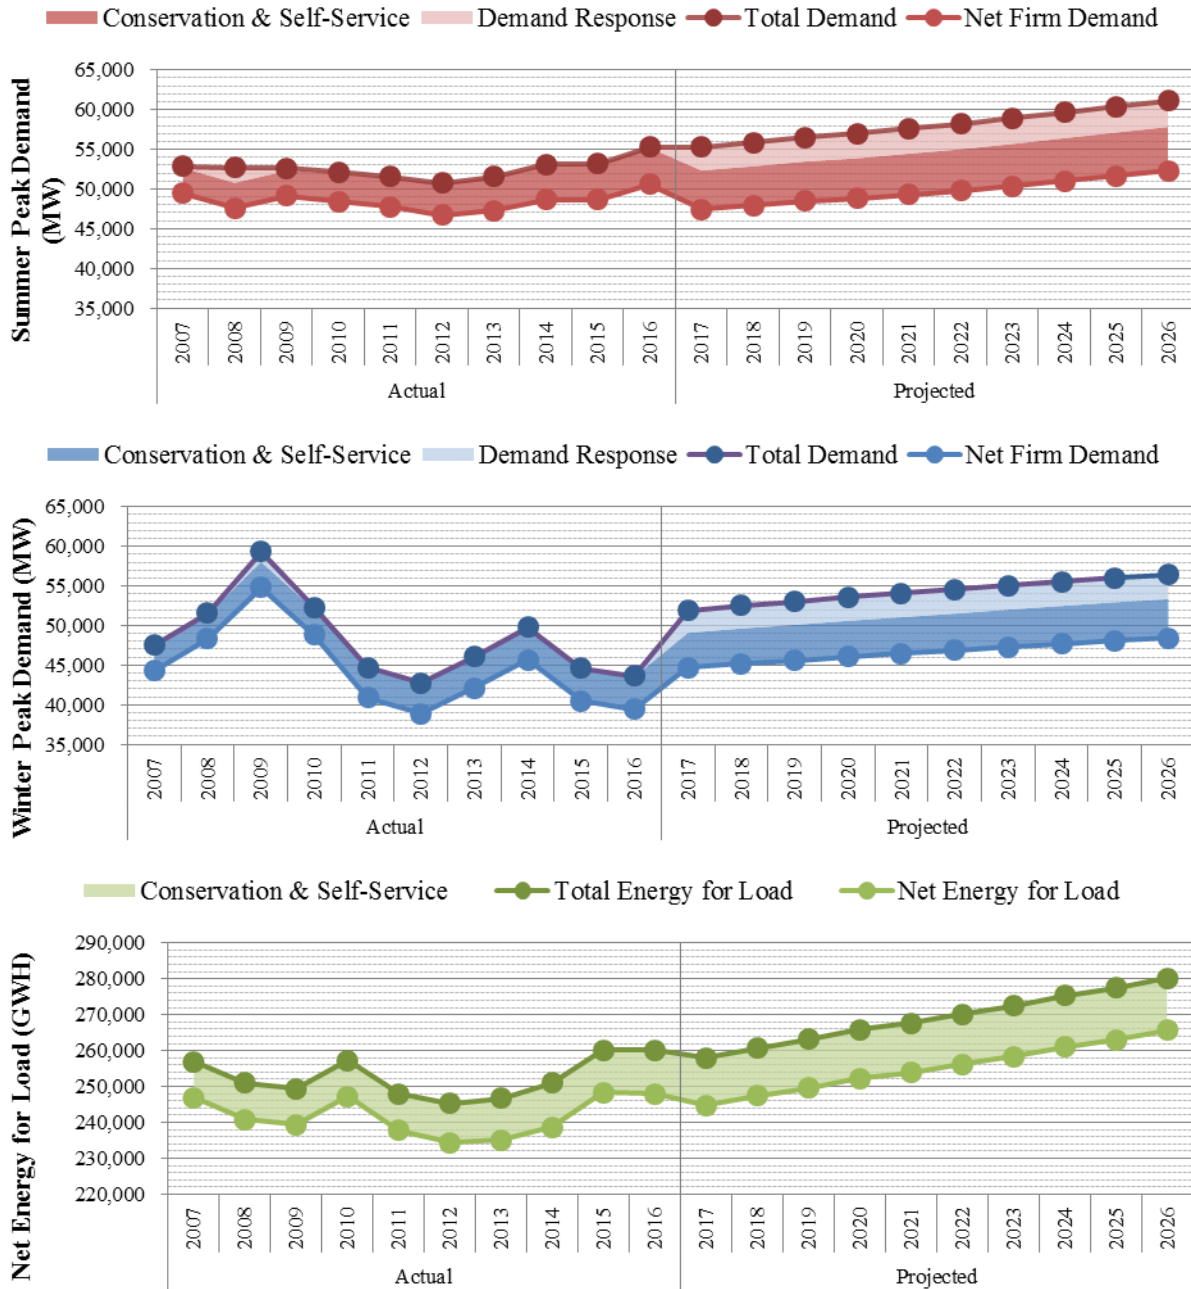 Conservation & Self-Service Demand Response Total Demand Net Firm Demand
Summer Peak Demand
(MW)
65,000
60,000
55,000
50,000
45,000
40,000
35,000
2007 2008 2009 2010 2011 2012 2013 2014 2015 2016 2017 2018 2019 2020 2021 2022 2023 2024 2025 2026
Actual Projected
Conservation & Self-Service Demand Response Total Demand Net Firm Demand
Winter Peak Demand (MW)
65,000
60,000
55,000
50,000
45,000
40,000
35,000
2007 2008 2009 2010 2011 2012 2013 2014 2015 2016 2017 2018 2019 2020 2021 2022 2023 2024 2025 2026
Actual Projected
Conservation & Self-Service Total Energy for Load Net Energy for Load
Net Energy for Load (GWH)
290,000
280,000
270,000
260,000
250,000
240,000
230,000
220,000
2007 2008 2009 2010 2011 2012 2013 2014 2015 2016 2017 2018 2019 2020 2021 2022 2023 2024 2025 2026
Actual Projected